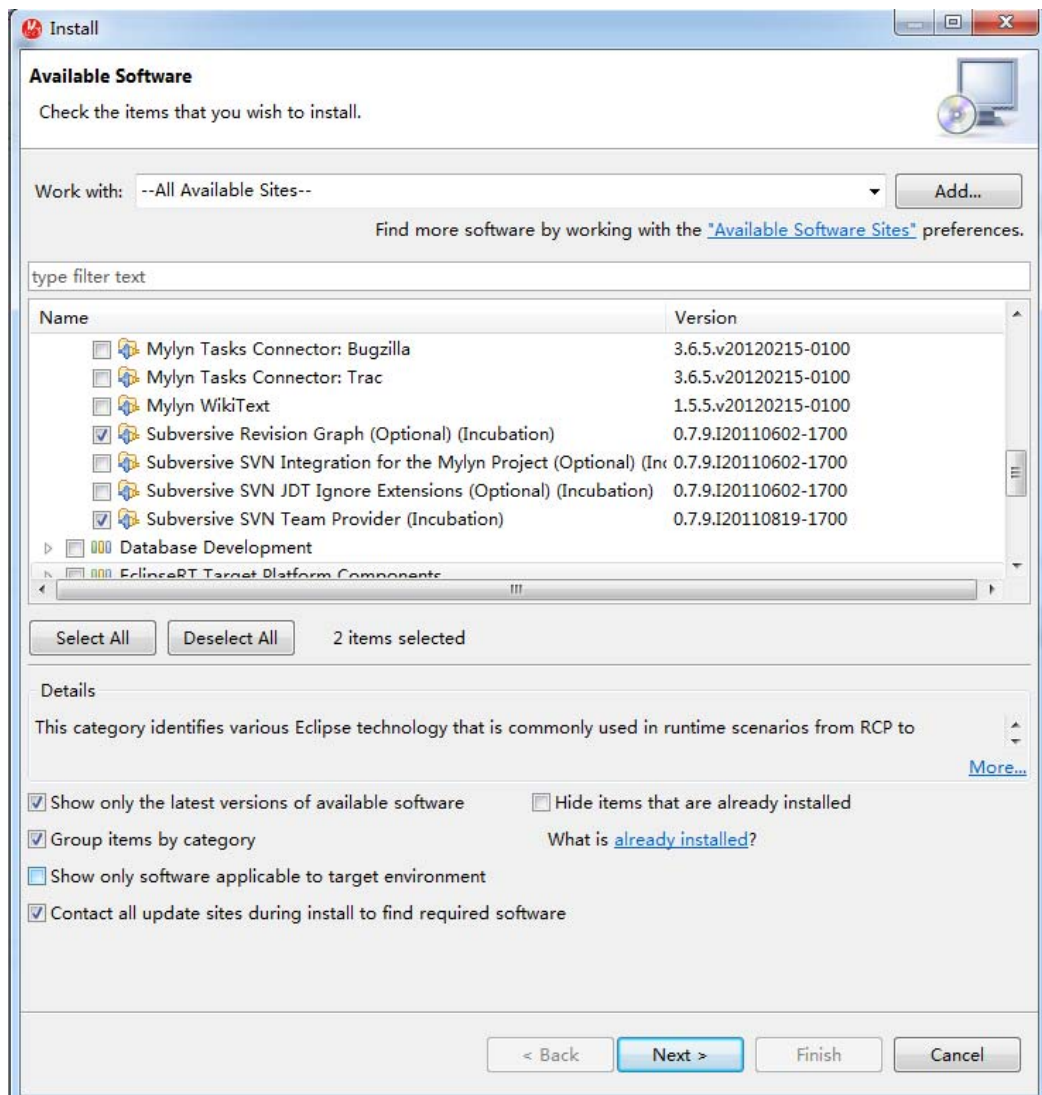 Install
Available Software
Check the items that you wish to install.
Work with: --All Available Sites-- Add...
Find more software by working with the "Available Software Sites" preferences.
type filter text
Name Version
Mylyn Tasks Connector: Bugzilla 3.6.5.v20120215-0100
Mylyn Tasks Connector: Trac 3.6.5.v20120215-0100
Mylyn WikiText 1.5.5.v20120215-0100
Subversive Revision Graph (Optional) (Incubation) 0.7.9.I20110602-1700
Subversive SVN Integration for the Mylyn Project (Optional) (Inc 0.7.9.I20110602-1700
Subversive SVN JDT Ignore Extensions (Optional) (Incubation) 0.7.9.I20110602-1700
Subversive SVN Team Provider (Incubation) 0.7.9.I20110819-1700
Database Development
EclipseRT Target Platform Components
Select All Deselect All 2 items selected
Details
This category identifies various Eclipse technology that is commonly used in runtime scenarios from RCP to
More...
Show only the latest versions of available software Hide items that are already installed
Group items by category What is already installed?
Show only software applicable to target environment
Contact all update sites during install to find required software
< Back Next > Finish Cancel